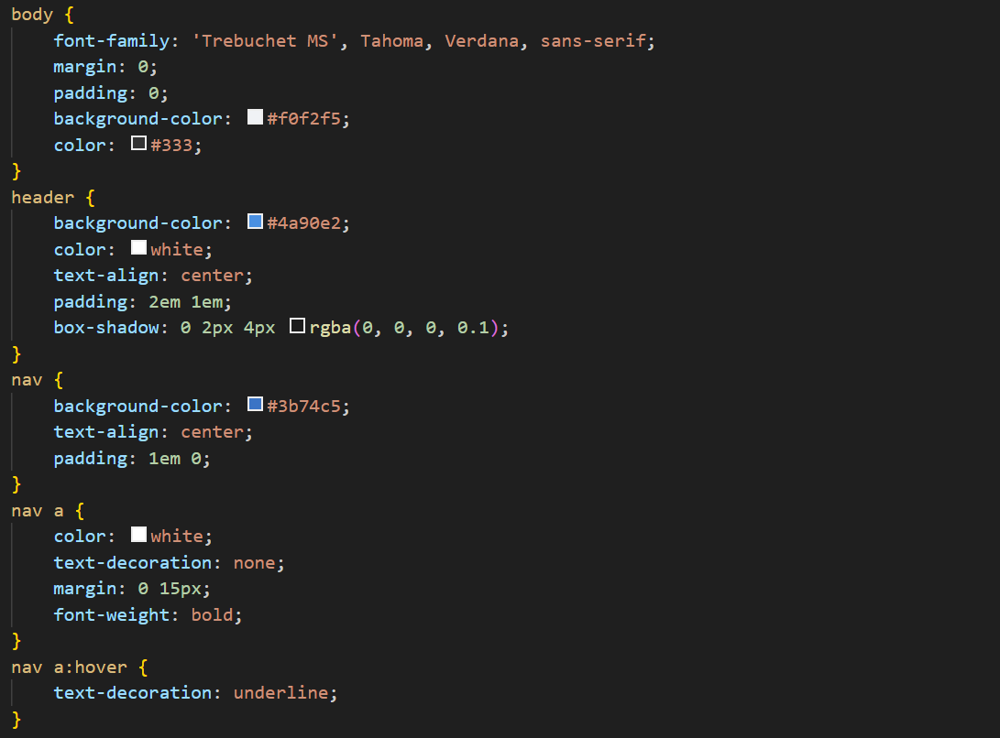 body {
    font-family: 'Trebuchet MS', Tahoma, Verdana, sans-serif;
    margin: 0;
    padding: 0;
    background-color: #f0f2f5;
    color: #333;
}
header {
    background-color: #4a90e2;
    color: white;
    text-align: center;
    padding: 2em 1em;
    box-shadow: 0 2px 4px rgba(0, 0, 0, 0.1);
}
nav {
    background-color: #3b74c5;
    text-align: center;
    padding: 1em 0;
}
nav a {
    color: white;
    text-decoration: none;
    margin: 0 15px;
    font-weight: bold;
}
nav a:hover {
    text-decoration: underline;
}